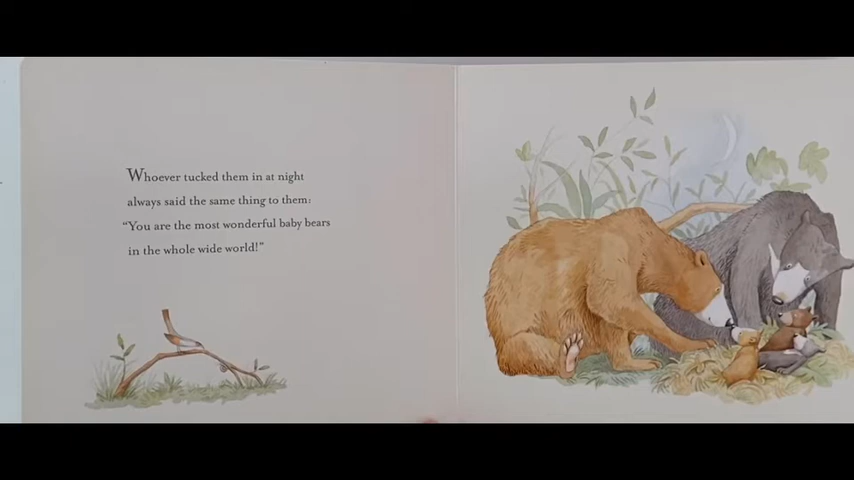 Whoever tucked them in at night
always said the same thing to them:
“You are the most wonderful baby bears
in the whole wide world!”